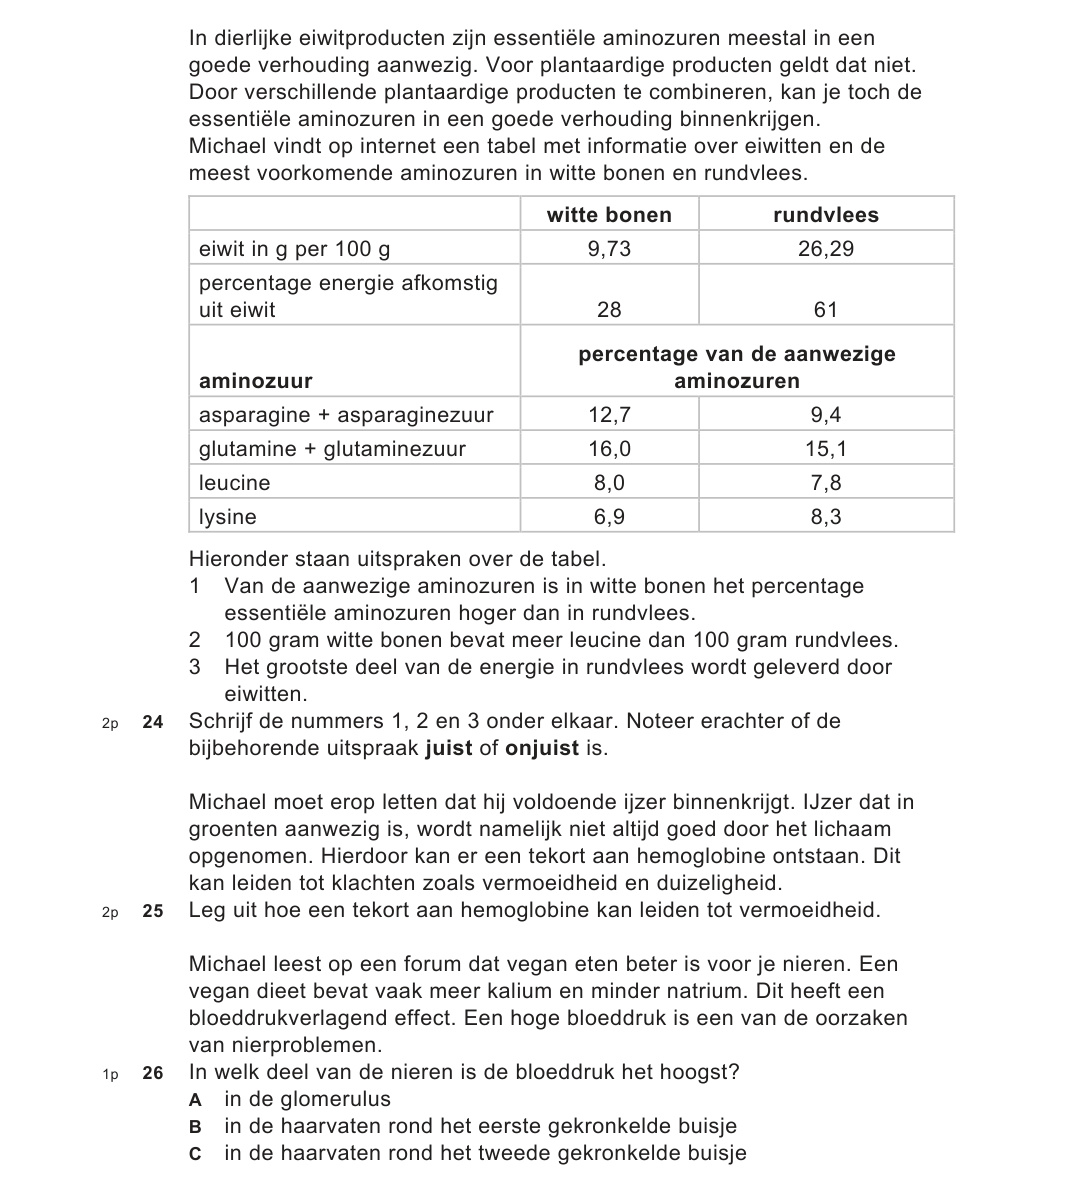 In dierlijke eiwitproducten zijn essentiële aminozuren meestal in een
goede verhouding aanwezig. Voor plantaardige producten geldt dat niet.
Door verschillende plantaardige producten te combineren, kan je toch de
essentiële aminozuren in een goede verhouding binnenkrijgen.
Michael vindt op internet een tabel met informatie over eiwitten en de
meest voorkomende aminozuren in witte bonen en rundvlees.
witte bonen rundvlees
eiwit in g per 100 g 9,73 26,29
percentage energie afkomstig
uit eiwit 28 61
percentage van de aanwezige
aminozuur aminozuren
asparagine + asparaginezuur 12,7 9,4
glutamine + glutaminezuur 16,0 15,1
leucine 8,0 7,8
lysine 6,9 8,3
Hieronder staan uitspraken over de tabel.
1 Van de aanwezige aminozuren is in witte bonen het percentage
essentiële aminozuren hoger dan in rundvlees.
2 100 gram witte bonen bevat meer leucine dan 100 gram rundvlees.
3 Het grootste deel van de energie in rundvlees wordt geleverd door
eiwitten.
2p 24 Schrijf de nummers 1, 2 en 3 onder elkaar. Noteer erachter of de
bijbehorende uitspraak juist of onjuist is.
Michael moet erop letten dat hij voldoende ijzer binnenkrijgt. IJzer dat in
groenten aanwezig is, wordt namelijk niet altijd goed door het lichaam
opgenomen. Hierdoor kan er een tekort aan hemoglobine ontstaan. Dit
kan leiden tot klachten zoals vermoeidheid en duizeligheid.
2p 25 Leg uit hoe een tekort aan hemoglobine kan leiden tot vermoeidheid.
Michael leest op een forum dat vegan eten beter is voor je nieren. Een
vegan dieet bevat vaak meer kalium en minder natrium. Dit heeft een
bloeddrukverlagend effect. Een hoge bloeddruk is een van de oorzaken
van nierproblemen.
1p 26 In welk deel van de nieren is de bloeddruk het hoogst?
A in de glomerulus
B in de haarvaten rond het eerste gekronkelde buisje
C in de haarvaten rond het tweede gekronkelde buisje